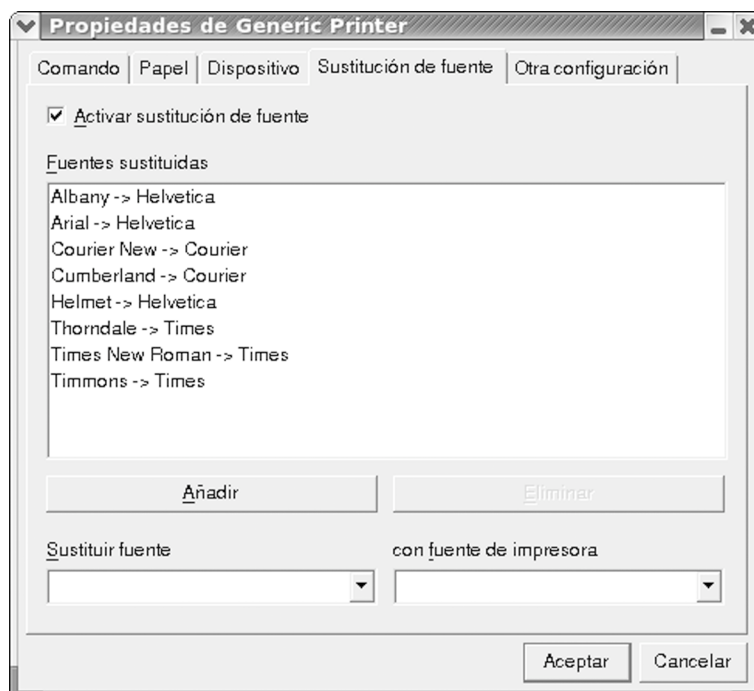 Propiedades de Generic Printer
Comando Papel Dispositivo Sustitución de fuente Otra configuración
Activar sustitución de fuente
Fuentes sustituidas
Albany -> Helvetica
Arial -> Helvetica
Courier New -> Courier
Cumberland -> Courier
Helmet -> Helvetica
Thorndale -> Times
Times New Roman -> Times
Timmons -> Times
Añadir Eliminar
Sustituir fuente con fuente de impresora
Aceptar Cancelar